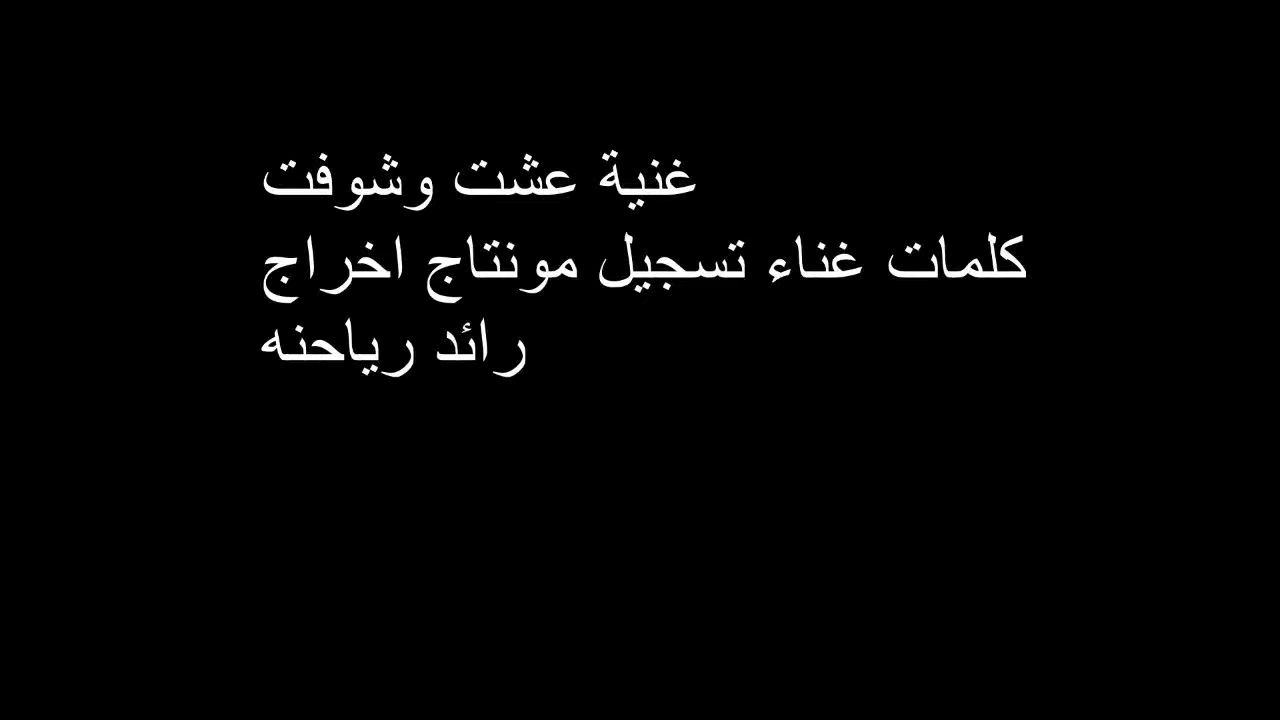 غنية عشت وشوفت
كلمات غناء تسجيل مونتاج اخراج
رائد رياحنه